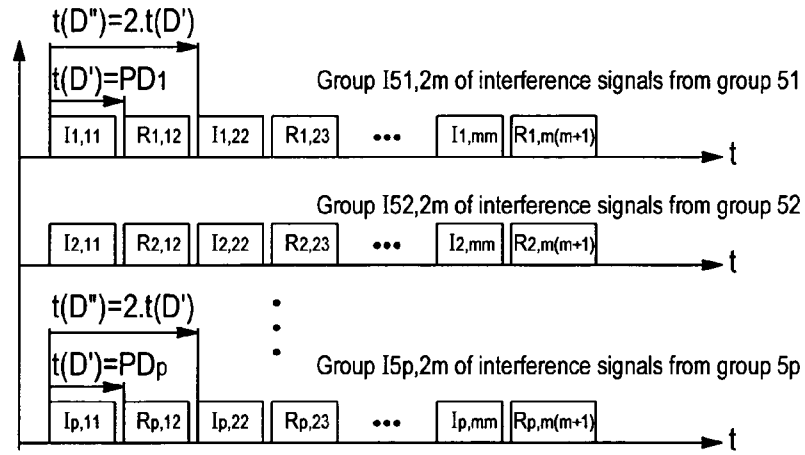 t(D")=2.t(D')
t(D')=PD1
Group I51,2m of interference signals from group 51
I1,11 R1,12 I1,22 R1,23 ••• I1,mm R1,m(m+1)
t
Group I52,2m of interference signals from group 52
I2,11 R2,12 I2,22 R2,23 ••• I2,mm R2,m(m+1)
t
t(D")=2.t(D')
t(D')=PDp
Group I5p,2m of interference signals from group 5p
Ip,11 Rp,12 Ip,22 Rp,23 ••• Ip,mm Rp,m(m+1)
t